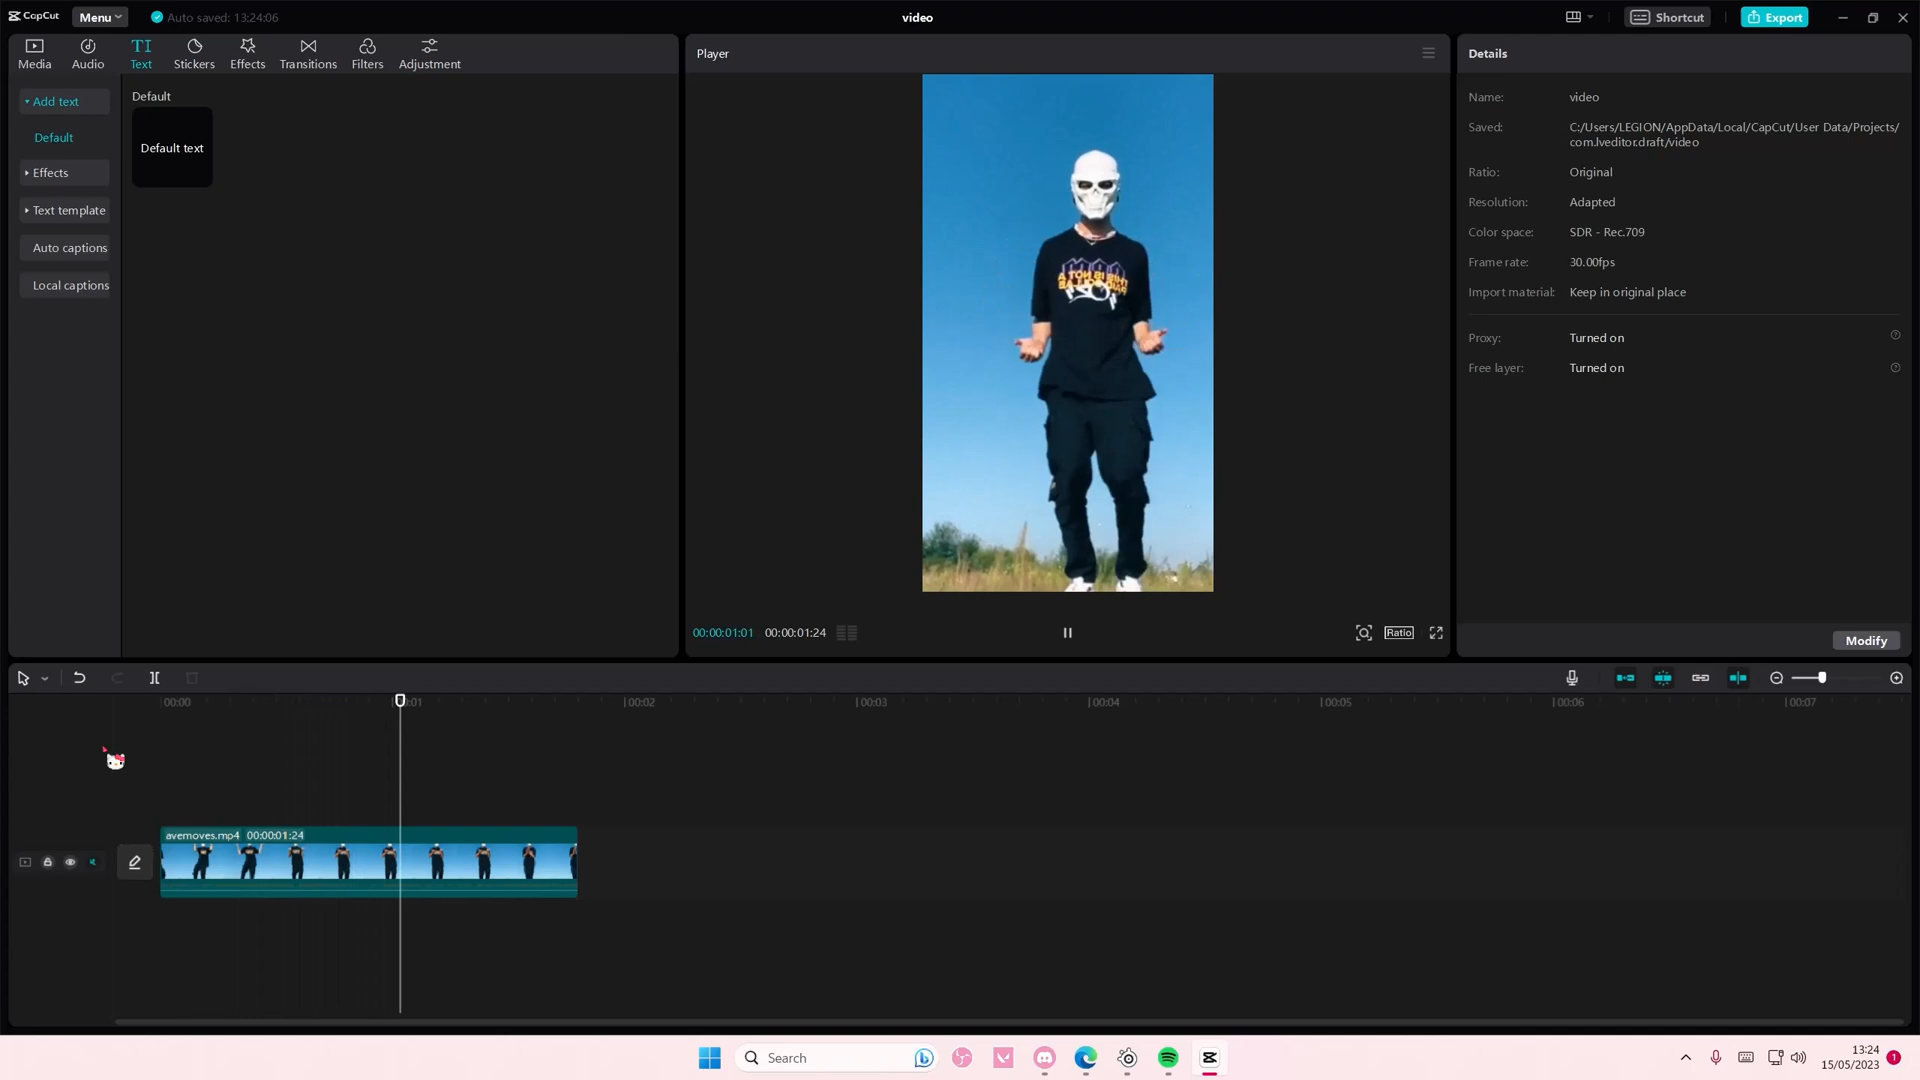 CapCut
Menu
Auto saved: 13:24:06
video
Shortcut
Export
Media
Audio
TI
Text
Stickers
Effects
Transitions
Filters
Adjustment
Player
Details
Add text
Default
Effects
Text template
Auto captions
Local captions
Default
Default text
THIS IS NOT A
Name:
video
Saved:
C:/Users/LEGION/AppData/Local/CapCut/User Data/Projects/
com.lveditor.draft/video
Ratio:
Original
Resolution:
Adapted
Color space:
SDR - Rec.709
Frame rate:
30.00fps
Import material:
Keep in original place
Proxy:
Turned on
Free layer:
Turned on
00:00:01:01
00:00:01:24
Ratio
Modify
00:00
00:02
00:03
00:04
00:05
00:06
00:07
avemoves.mp4 00:00:01:24
Search
13:24
15/05/2023
1